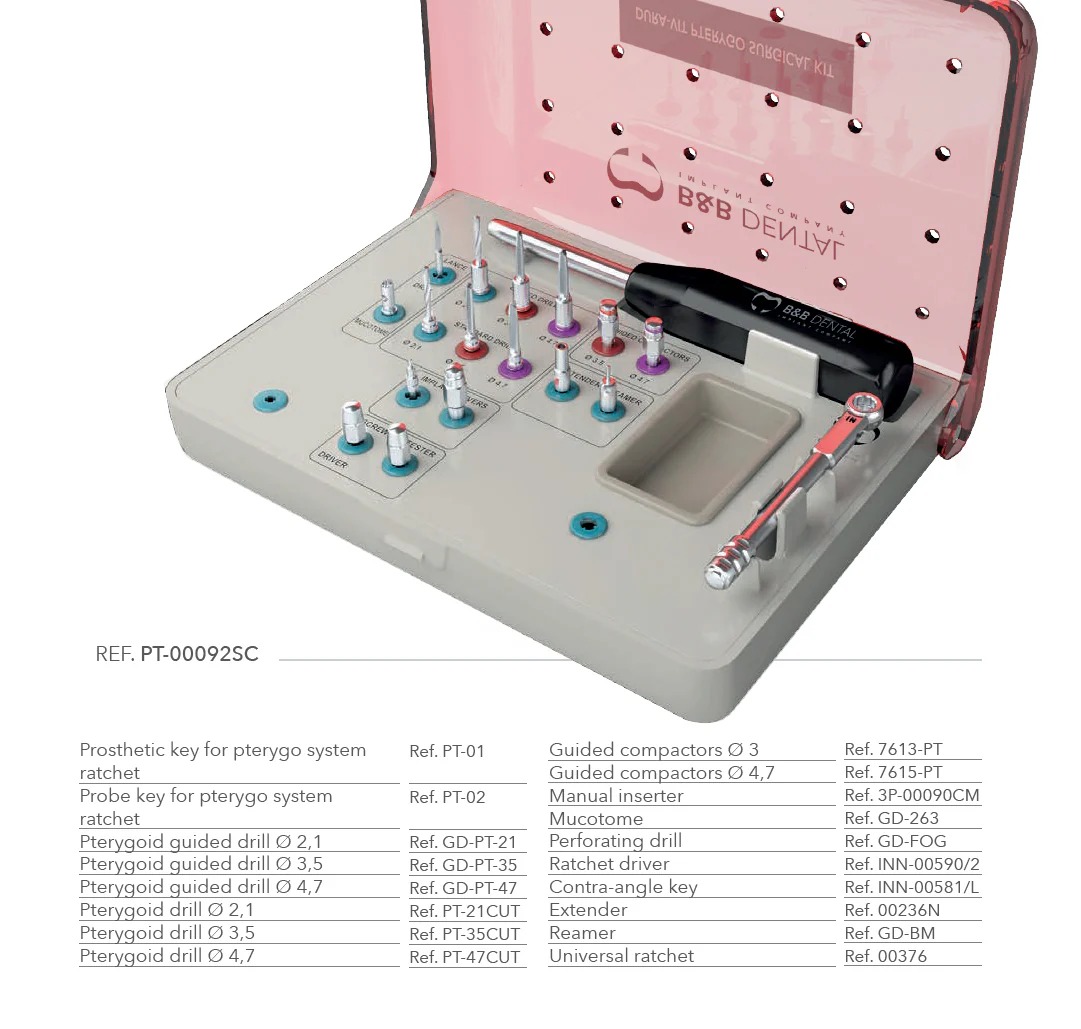 DURA-VIT PTERYGO SURGICAL KIT
B&B DENTAL
IMPLANT COMPANY
B&B DENTAL
IMPLANT COMPANY
LANCE
MUCOTOME
Ø 2,1
STANDARD DRILL
Ø 4.7
Ø 3.5
Ø 4.7
EXTENDER
REAMER
DRIVER
TESTER
REF. PT-00092SC
Prosthetic key for pterygo system
ratchet
Ref. PT-01
Probe key for pterygo system
ratchet
Ref. PT-02
Pterygoid guided drill Ø 2,1 Ref. GD-PT-21
Pterygoid guided drill Ø 3,5 Ref. GD-PT-35
Pterygoid guided drill Ø 4,7 Ref. GD-PT-47
Pterygoid drill Ø 2,1 Ref. PT-21CUT
Pterygoid drill Ø 3,5 Ref. PT-35CUT
Pterygoid drill Ø 4,7 Ref. PT-47CUT
Guided compactors Ø 3 Ref. 7613-PT
Guided compactors Ø 4,7 Ref. 7615-PT
Manual inserter Ref. 3P-00090CM
Mucotome Ref. GD-263
Perforating drill Ref. GD-FOG
Ratchet driver Ref. INN-00590/2
Contra-angle key Ref. INN-00581/L
Extender Ref. 00236N
Reamer Ref. GD-BM
Universal ratchet Ref. 00376